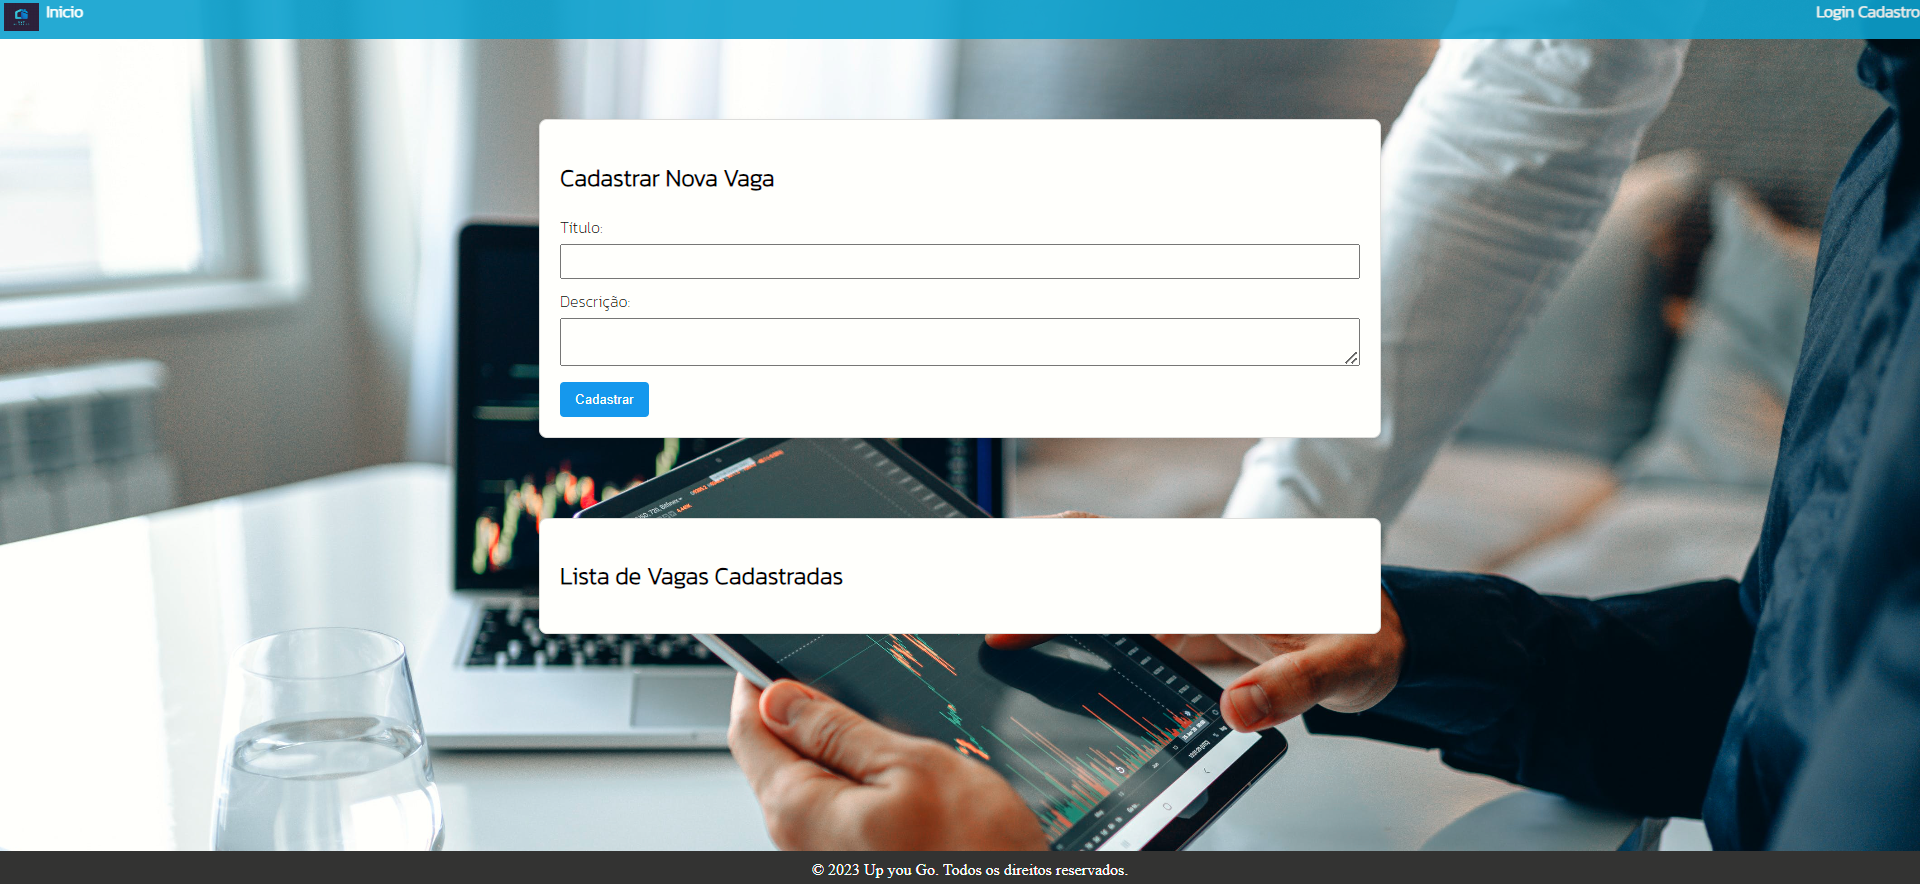 Inicio
Login Cadastro
Cadastrar Nova Vaga
Título:
Descrição:
Cadastrar
Lista de Vagas Cadastradas
© 2023 Up you Go. Todos os direitos reservados.